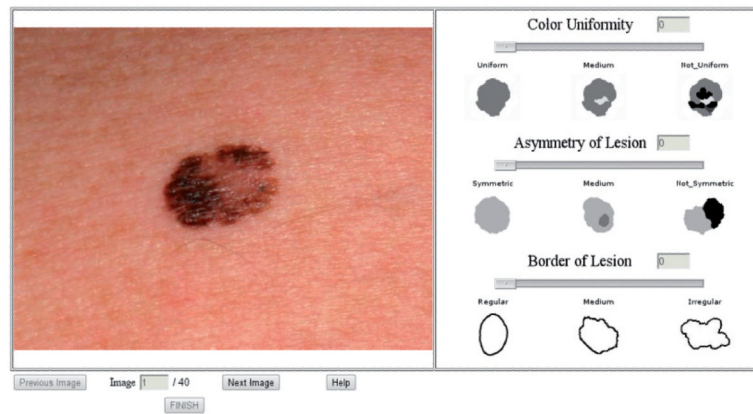 Color Uniformity 0
Uniform Medium Not_Uniform
Asymmetry of Lesion 0
Symmetric Medium Not_Symmetric
Border of Lesion 0
Regular Medium Irregular
Previous Image Image 1 / 40 Next Image Help
FINISH